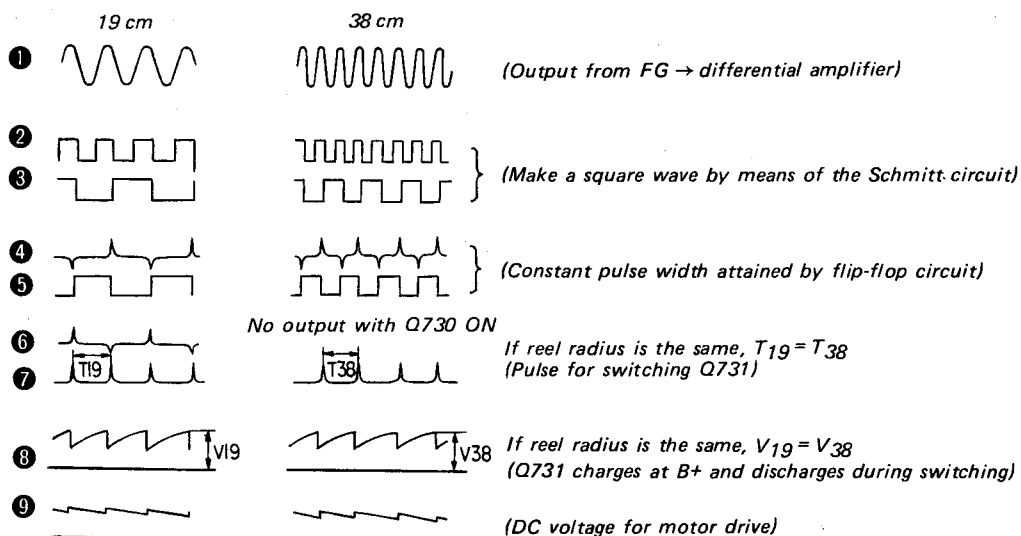 19 cm 38 cm
❶ (Output from FG → differential amplifier)
❷
❸ (Make a square wave by means of the Schmitt circuit)
❹
❺ (Constant pulse width attained by flip-flop circuit)
No output with Q730 ON
❻ If reel radius is the same, T19 = T38
❼ T19 T38 (Pulse for switching Q731)
V19 V38 If reel radius is the same, V19 = V38
❽ (Q731 charges at B+ and discharges during switching)
❾ (DC voltage for motor drive)